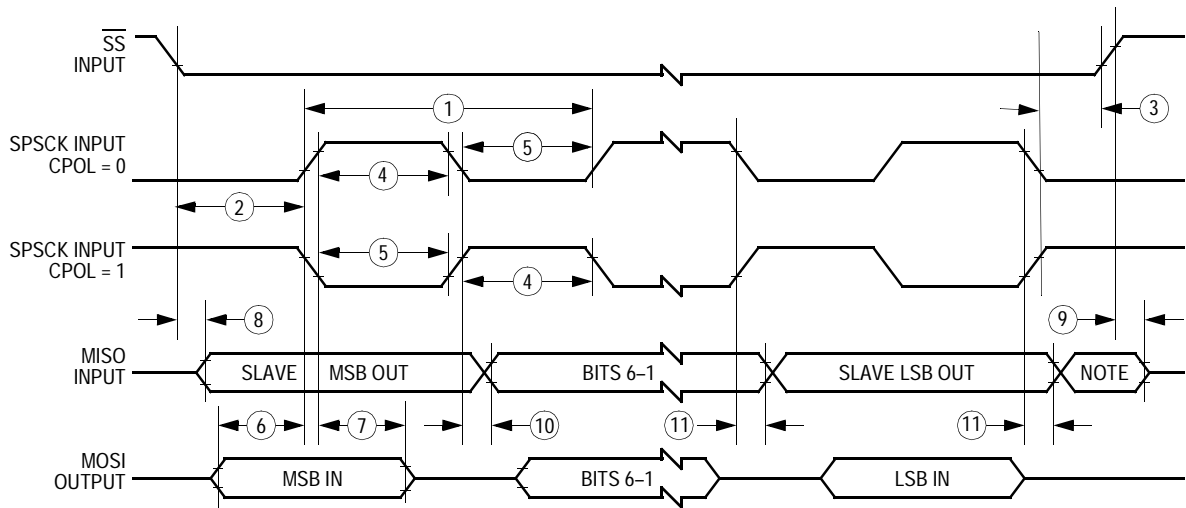 SS
INPUT
1
3
SPSCK INPUT
CPOL = 0
5
4
2
SPSCK INPUT
CPOL = 1
5
4
8
9
MISO
INPUT
SLAVE MSB OUT
BITS 6–1
SLAVE LSB OUT
NOTE
6
7
10
11
11
MOSI
OUTPUT
MSB IN
BITS 6–1
LSB IN